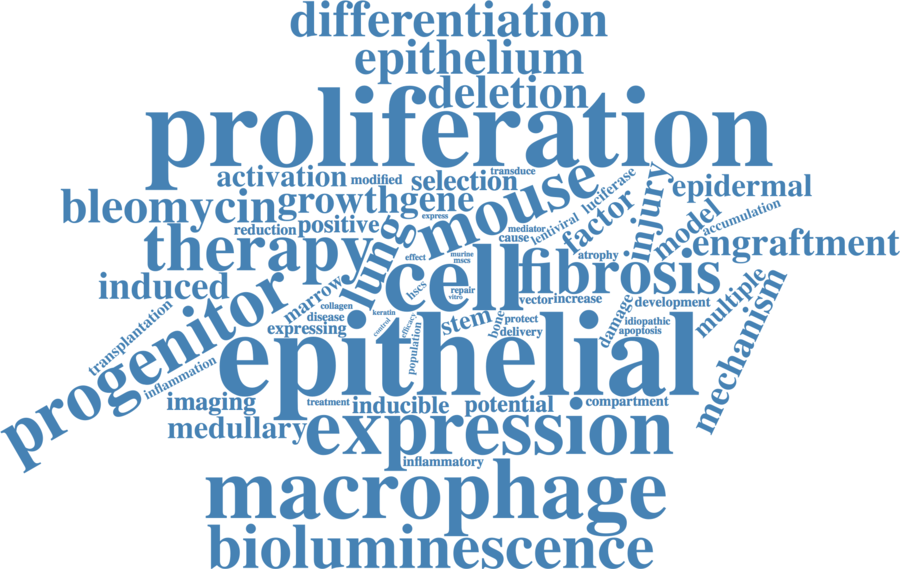 differentiation
epithelium
deletion
proliferation
activation
modified
selection
transduce
mouse
luciferase
lentiviral
injury
epidermal
bleomycin
growth
gene
express
factor
model
accumulation
reduction
positive
mediator
cause
therapy
lung
effect
murine
mscs
atrophy
engraftment
induced
cell
fibrosis
hscs
repair
vitro
vector
increase
development
multiple
mechanism
progenitor
transplantation
marrow
collagen
disease
expressing
keratin
control
efficacy
population
stem
bone
protect
delivery
damage
idiopathic
apoptosis
inflammation
epithelial
imaging
treatment
inducible
potential
compartment
medullary
expression
inflammatory
macrophage
bioluminescence